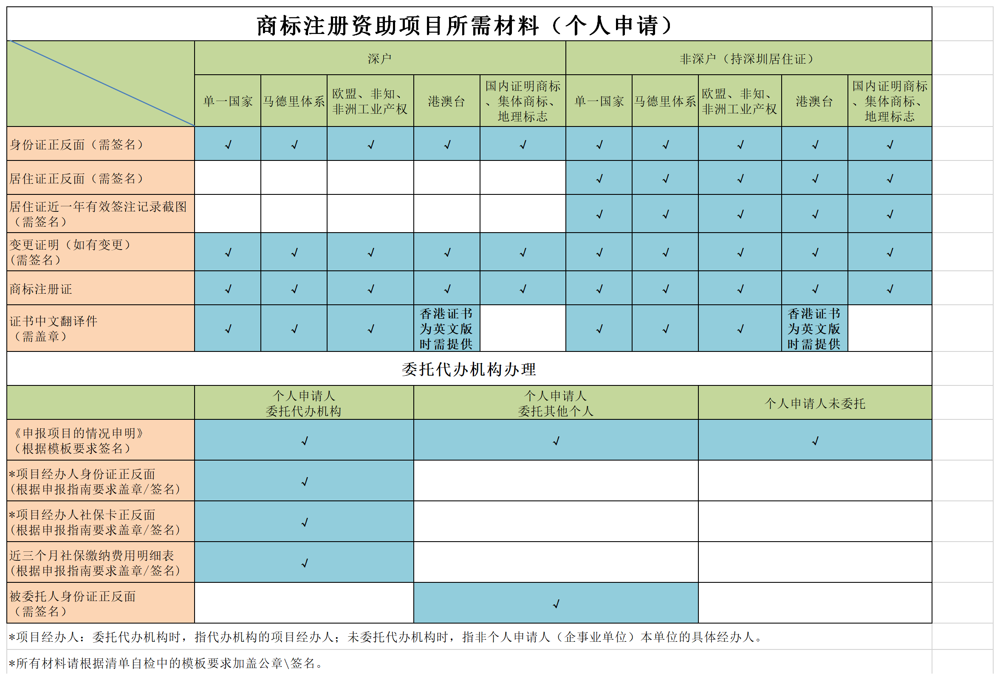 商标注册资助项目所需材料（个人申请）
深户
非深户（持深圳居住证）
单一国家
马德里体系
欧盟、非知、
非洲工业产权
港澳台
国内证明商标
、集体商标、
地理标志
单一国家
马德里体系
欧盟、非知、
非洲工业产权
港澳台
国内证明商标
、集体商标、
地理标志
身份证正反面（需签名）
√ √ √ √ √ √ √ √ √ √
居住证正反面（需签名）
√ √ √ √ √
居住证近一年有效签注记录截图
（需签名）
√ √ √ √ √
变更证明（如有变更）
(需签名）
√ √ √ √ √ √ √ √ √ √
商标注册证
√ √ √ √ √ √ √ √ √ √
证书中文翻译件
（需盖章）
√ √ √
香港证书
为英文版
时需提供
√ √ √
香港证书
为英文版
时需提供
委托代办机构办理
个人申请人
委托代办机构
个人申请人
委托其他个人
个人申请人未委托
《申报项目的情况申明》
（根据模板要求签名）
√ √ √
*项目经办人身份证正反面
(根据申报指南要求盖章/签名)
√
*项目经办人社保卡正反面
(根据申报指南要求盖章/签名)
√
近三个月社保缴纳费用明细表
(根据申报指南要求盖章/签名)
√
被委托人身份证正反面
（需签名）
√
*项目经办人：委托代办机构时，指代办机构的项目经办人；未委托代办机构时，指非个人申请人（企事业单位）本单位的具体经办人。
*所有材料请根据清单自检中的模板要求加盖公章\签名。